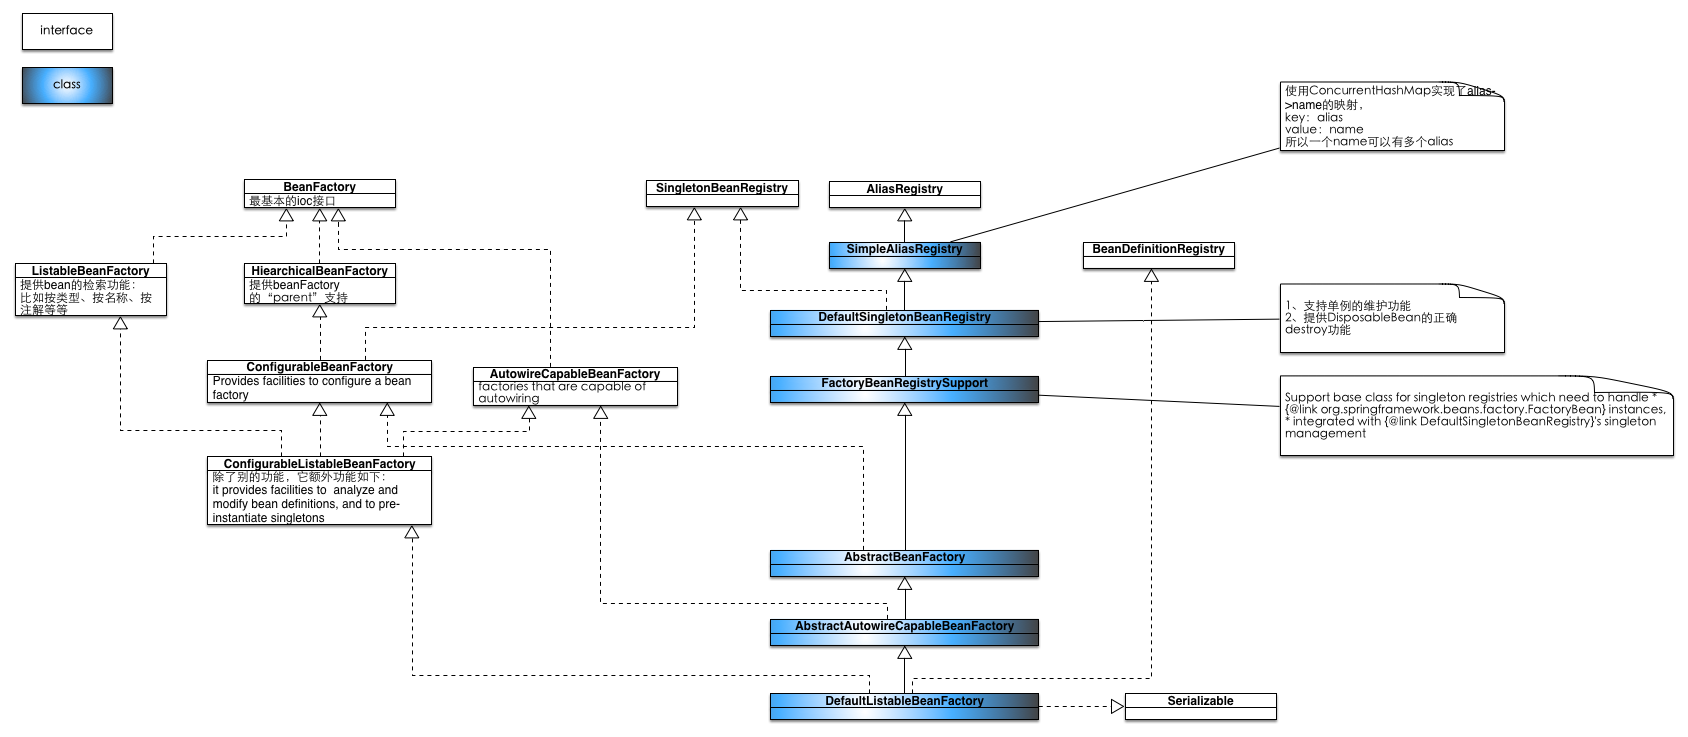 interface
class
使用ConcurrentHashMap实现了alias-
>name的映射，
key：alias
value：name
所以一个name可以有多个alias
BeanFactory
最基本的ioc接口
SingletonBeanRegistry
AliasRegistry
SimpleAliasRegistry
BeanDefinitionRegistry
ListableBeanFactory
提供bean的检索功能：
比如按类型、按名称、按
注解等等
HierarchicalBeanFactory
提供beanFactory
的“parent”支持
DefaultSingletonBeanRegistry
1、支持单例的维护功能
2、提供DisposableBean的正确
destroy功能
ConfigurableBeanFactory
Provides facilities to configure a bean
factory
AutowireCapableBeanFactory
factories that are capable of
autowiring
FactoryBeanRegistrySupport
Support base class for singleton registries which need to handle *
{@link org.springframework.beans.factory.FactoryBean} instances,
* integrated with {@link DefaultSingletonBeanRegistry}'s singleton
management
ConfigurableListableBeanFactory
除了别的功能，它额外功能如下：
it provides facilities to  analyze and
modify bean definitions, and to pre-
instantiate singletons
AbstractBeanFactory
AbstractAutowireCapableBeanFactory
DefaultListableBeanFactory
Serializable